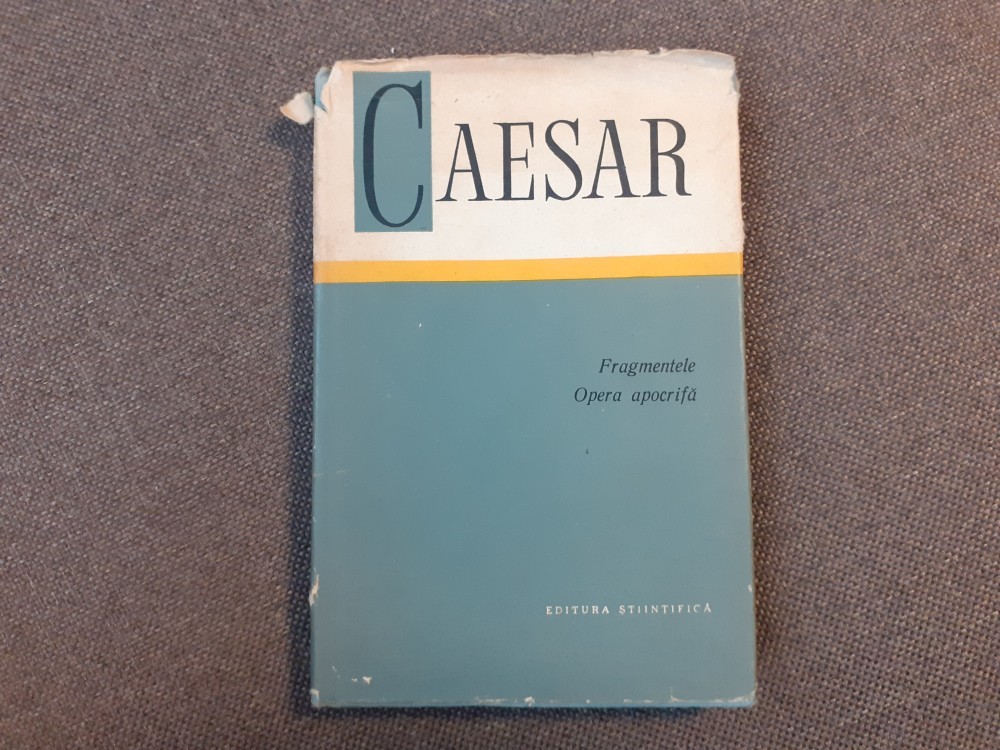 CAESAR
Fragmentele
Opera apocrifă
EDITURA ȘTIINȚIFICĂ